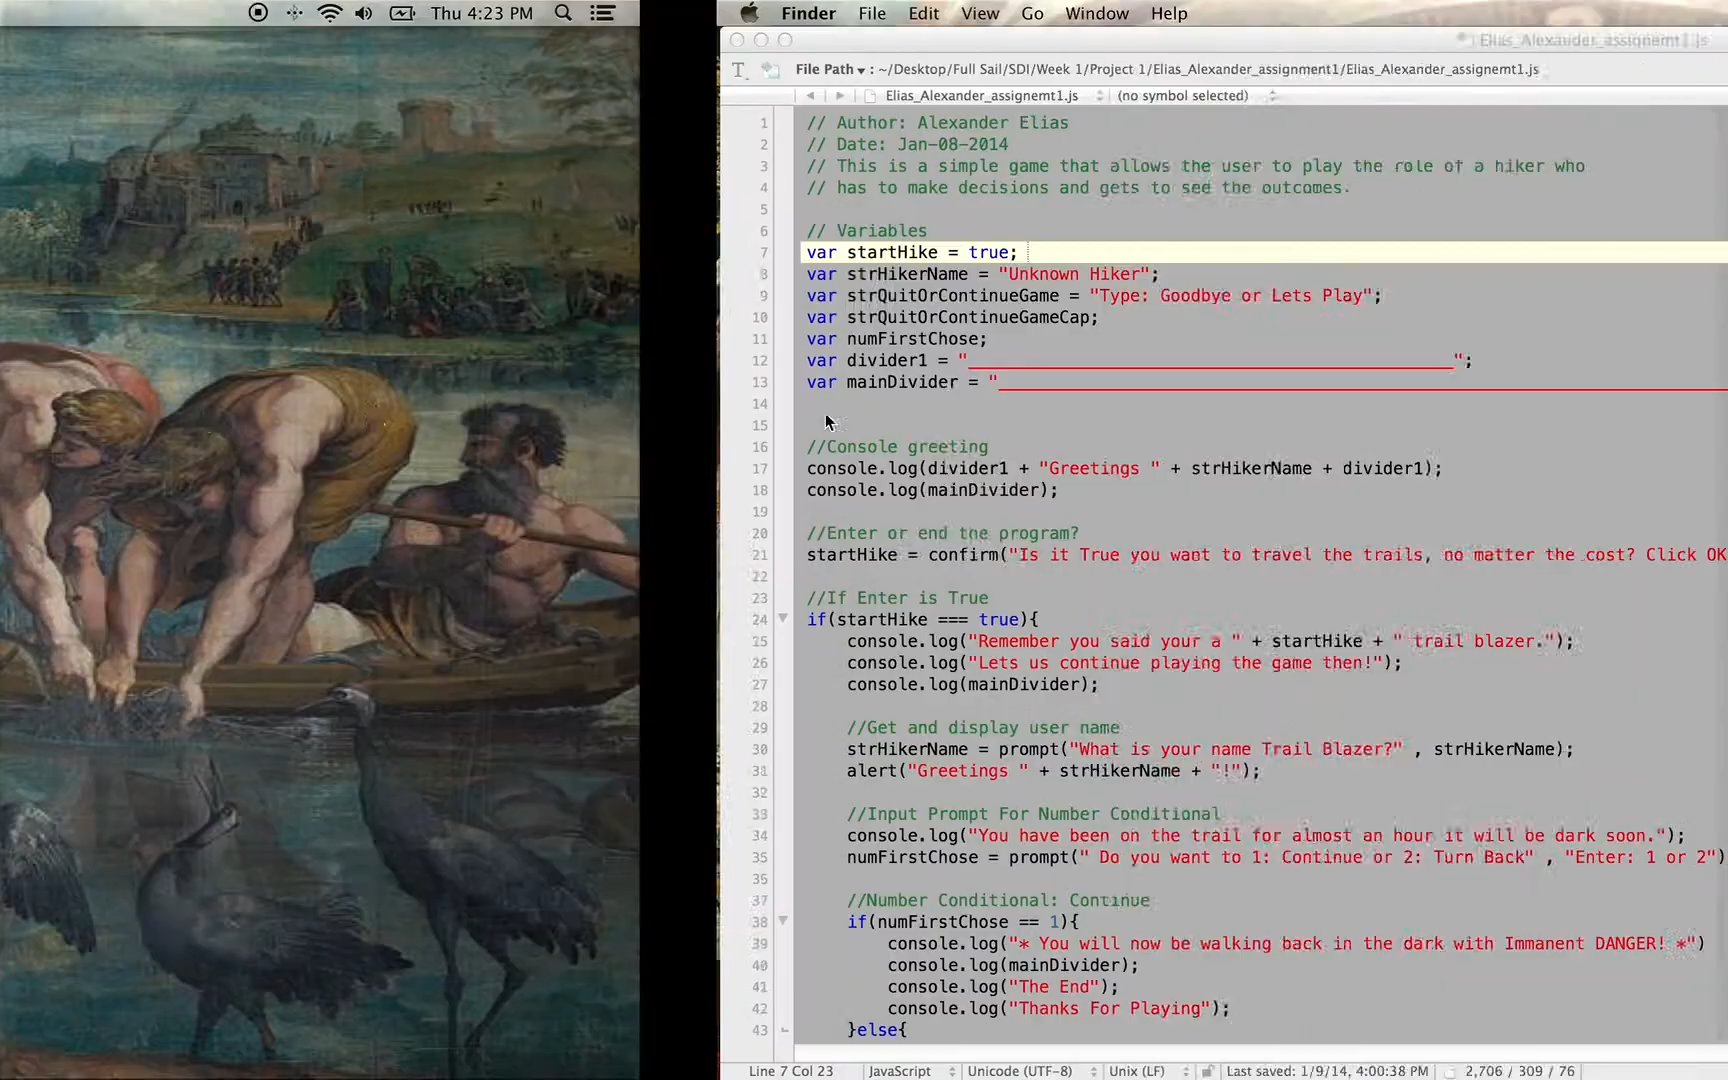 Thu 4:23 PM
Finder File Edit View Go Window Help
Elias_Alexander_assignemt1.js
File Path : ~/Desktop/Full Sail/SDI/Week 1/Project 1/Elias_Alexander_assignment1/Elias_Alexander_assignemt1.js
Elias_Alexander_assignemt1.js (no symbol selected)
1 // Author: Alexander Elias
2 // Date: Jan-08-2014
3 // This is a simple game that allows the user to play the role of a hiker who
4 // has to make decisions and gets to see the outcomes.
5
6 // Variables
7 var startHike = true;
8 var strHikerName = "Unknown Hiker";
9 var strQuitOrContinueGame = "Type: Goodbye or Lets Play";
10 var strQuitOrContinueGameCap;
11 var numFirstChose;
12 var divider1 = "________________________________________________";
13 var mainDivider = "________________________________________________________________________
14
15
16 //Console greeting
17 console.log(divider1 + "Greetings " + strHikerName + divider1);
18 console.log(mainDivider);
19
20 //Enter or end the program?
21 startHike = confirm("Is it True you want to travel the trails, no matter the cost? Click OK
22
23 //If Enter is True
24 if(startHike === true){
25 console.log("Remember you said your a " + startHike + " trail blazer.");
26 console.log("Lets us continue playing the game then!");
27 console.log(mainDivider);
28
29 //Get and display user name
30 strHikerName = prompt("What is your name Trail Blazer?" , strHikerName);
31 alert("Greetings " + strHikerName + "!");
32
33 //Input Prompt For Number Conditional
34 console.log("You have been on the trail for almost an hour it will be dark soon.");
35 numFirstChose = prompt(" Do you want to 1: Continue or 2: Turn Back" , "Enter: 1 or 2")
35
37 //Number Conditional: Continue
38 if(numFirstChose == 1){
39 console.log("* You will now be walking back in the dark with Immanent DANGER! *")
40 console.log(mainDivider);
41 console.log("The End");
42 console.log("Thanks For Playing");
43 }else{
Line 7 Col 23 JavaScript Unicode (UTF-8) Unix (LF) Last saved: 1/9/14, 4:00:38 PM 2,706 / 309 / 76